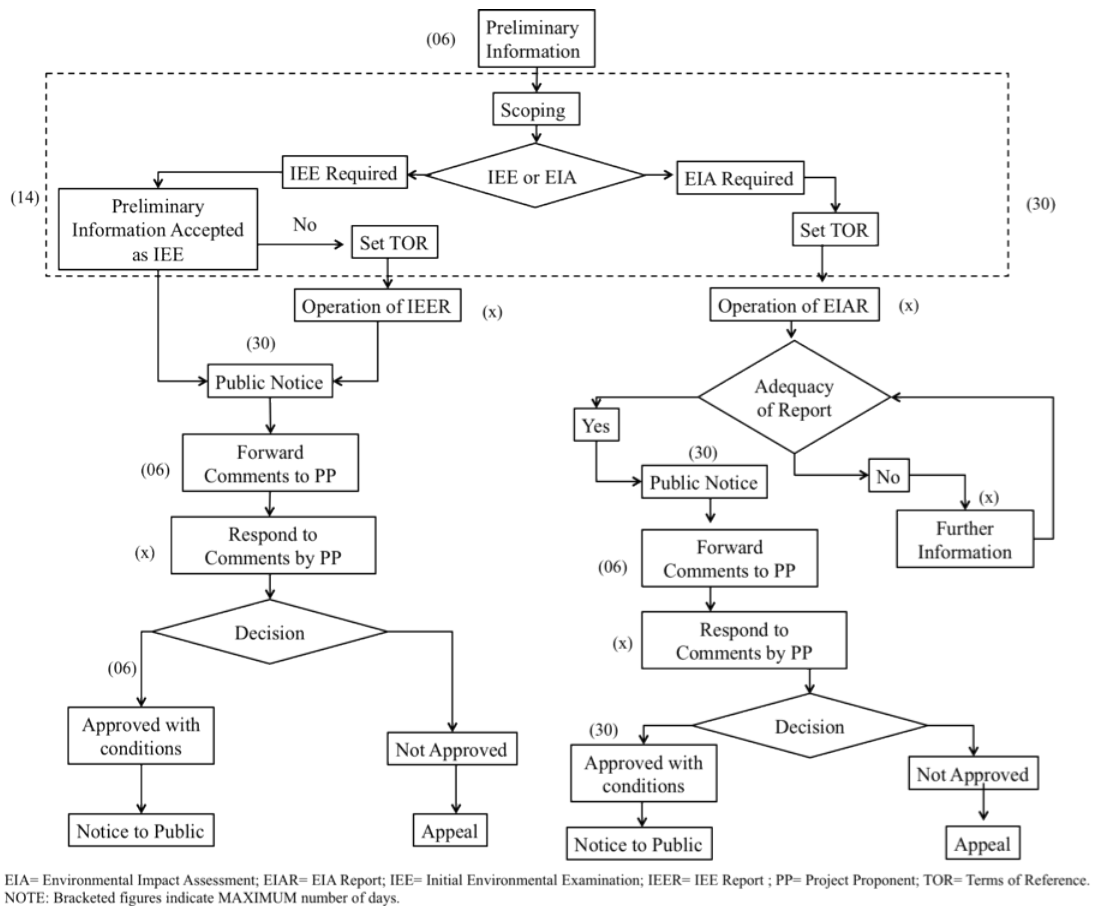 (06)
Preliminary
Information
Scoping
IEE or EIA
IEE Required
EIA Required
(14)
Preliminary
Information Accepted
as IEE
No
Set TOR
Set TOR
(30)
Operation of IEER
(x)
Operation of EIAR
(x)
(30)
Public Notice
Forward
Comments to PP
(06)
Respond to
Comments by PP
(x)
Decision
(06)
Approved with
conditions
Not Approved
Notice to Public
Appeal
Adequacy
of Report
Yes
No
(30)
Public Notice
(x)
Further
Information
Forward
Comments to PP
(06)
Respond to
Comments by PP
(x)
Decision
(30)
Approved with
conditions
Not Approved
Notice to Public
Appeal
EIA= Environmental Impact Assessment; EIAR= EIA Report; IEE= Initial Environmental Examination; IEER= IEE Report ; PP= Project Proponent; TOR= Terms of Reference.
NOTE: Bracketed figures indicate MAXIMUM number of days.